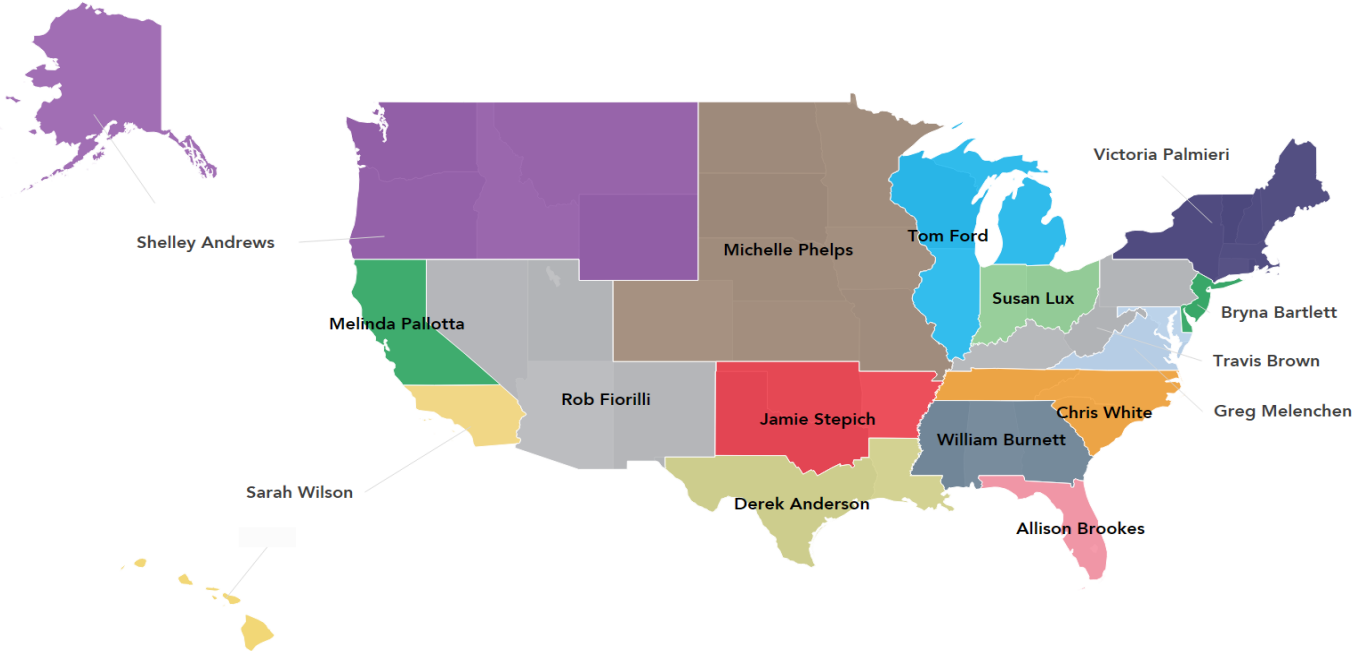 Victoria Palmieri
Shelley Andrews
Tom Ford
Michelle Phelps
Susan Lux
Bryna Bartlett
Melinda Pallotta
Travis Brown
Rob Fiorilli
Greg Melenchen
Chris White
Jamie Stepich
William Burnett
Sarah Wilson
Derek Anderson
Allison Brookes